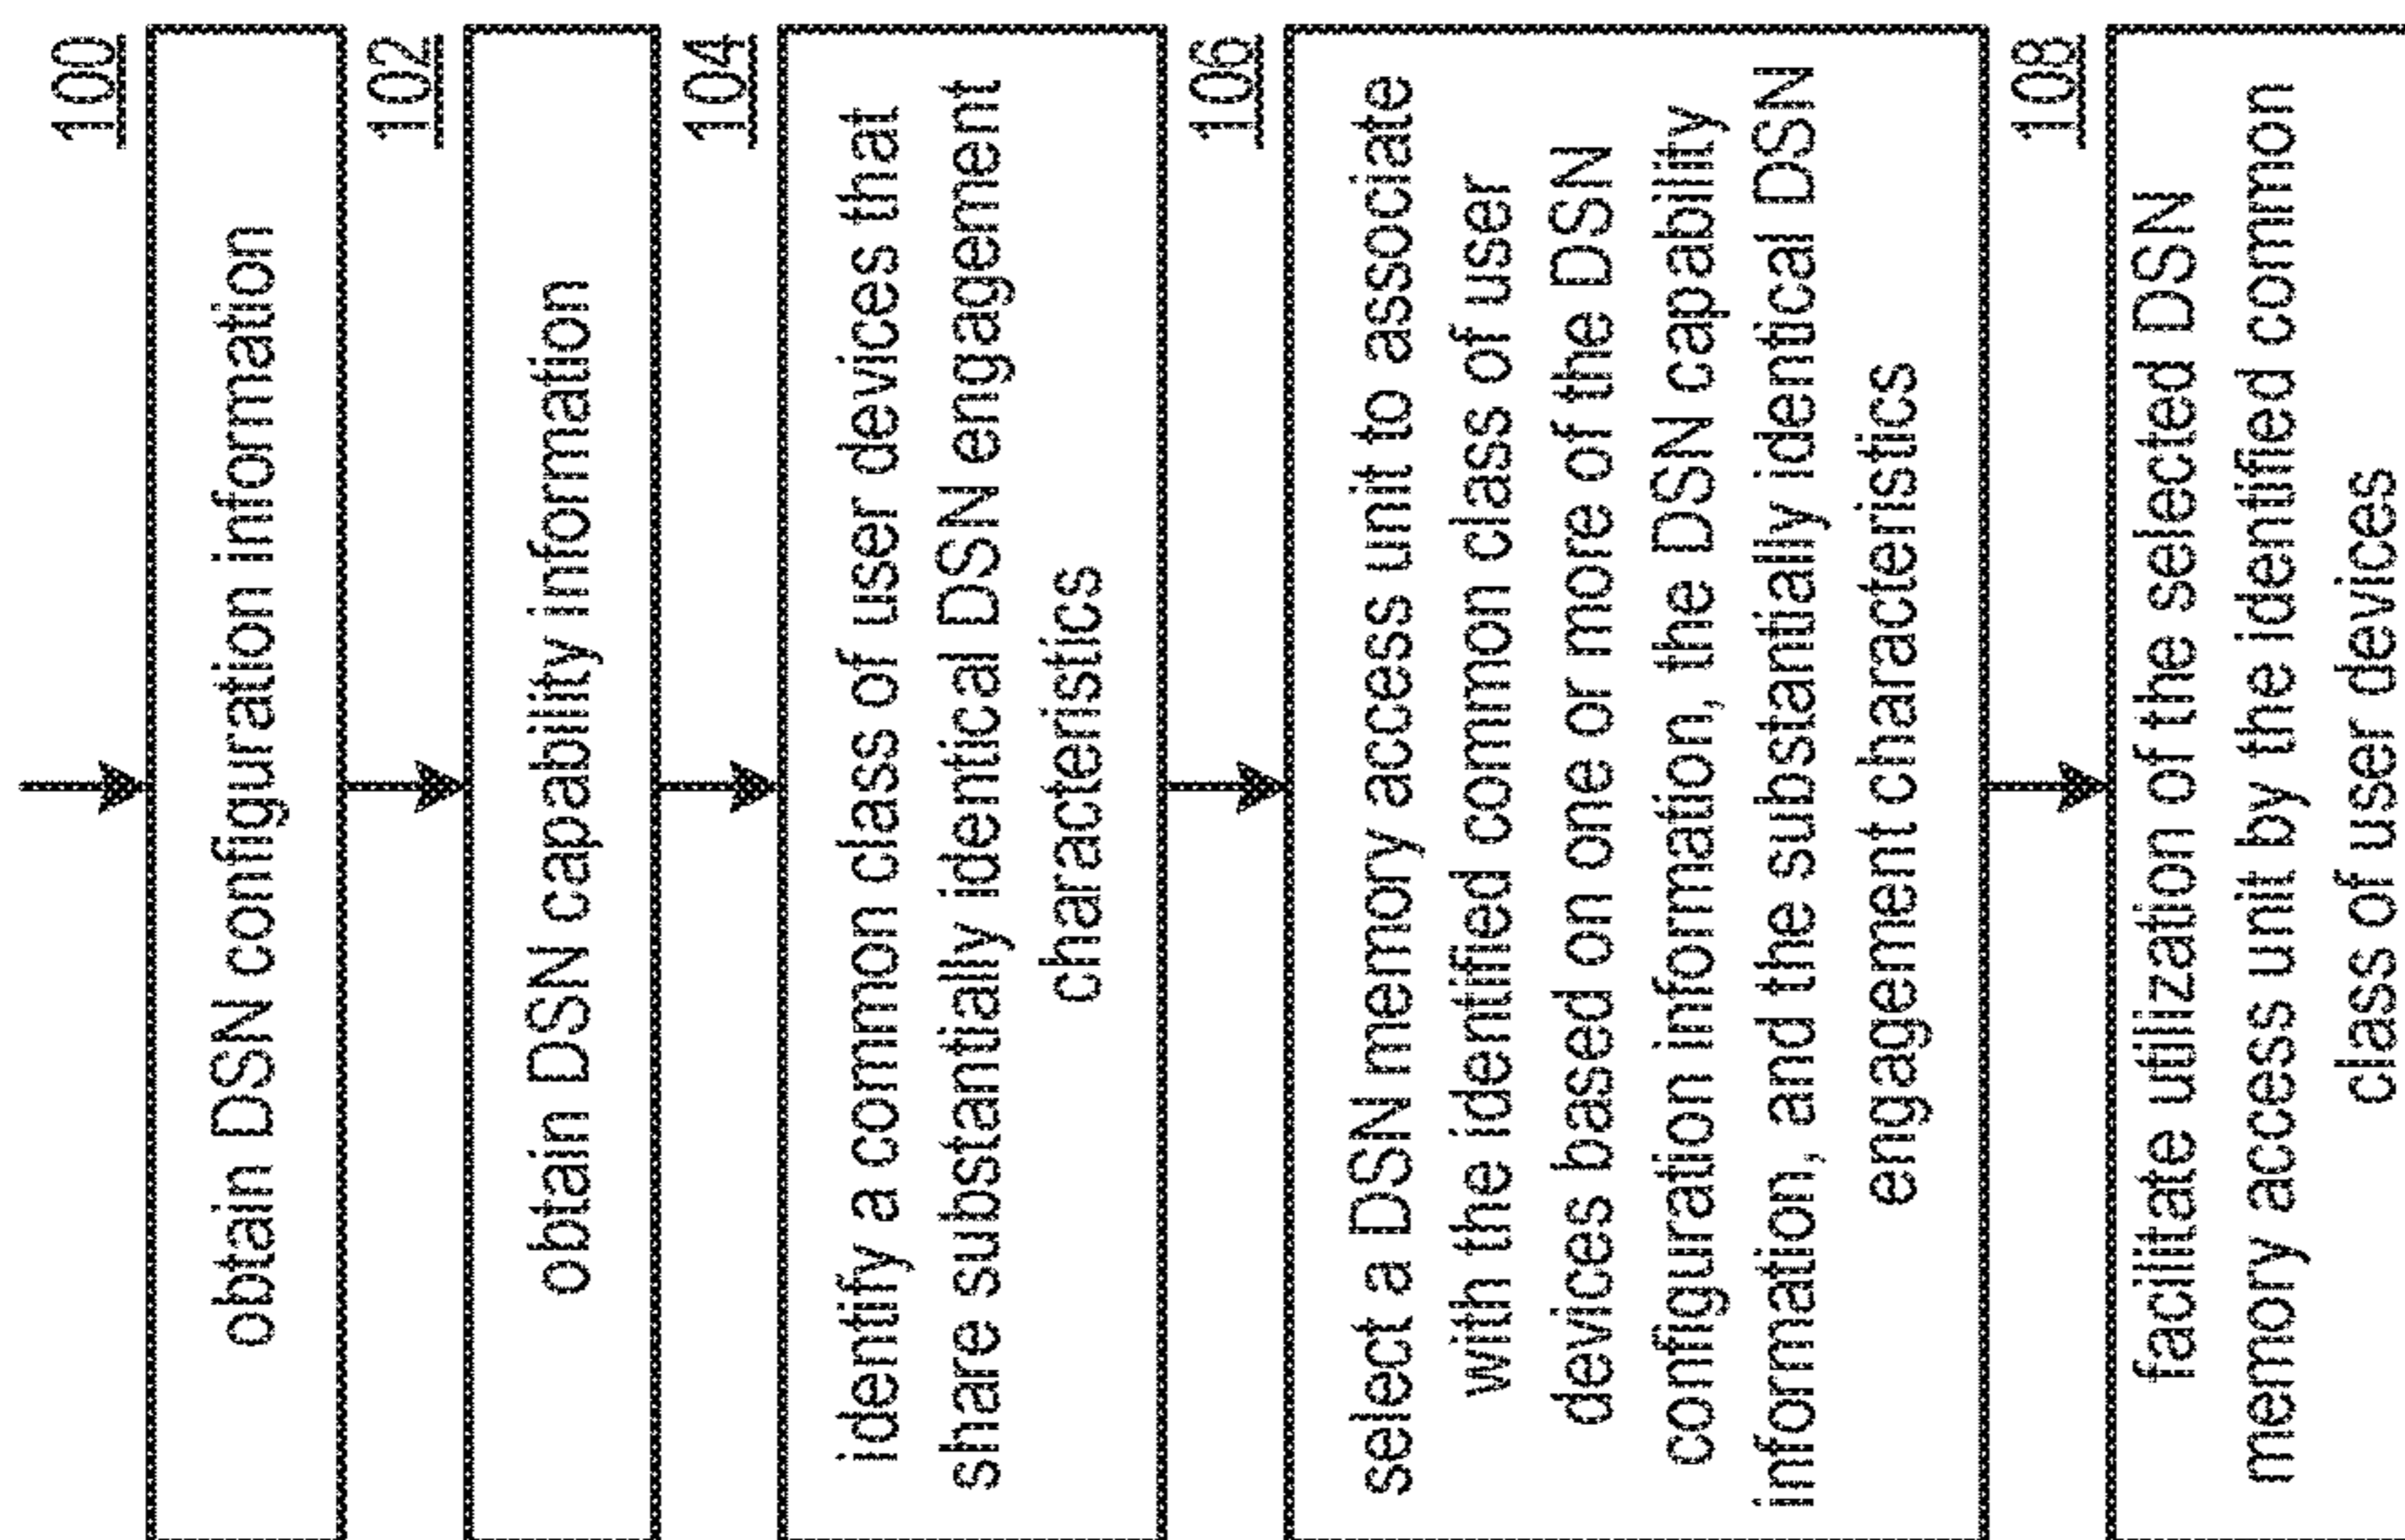 100
obtain DSN configuration information
102
obtain DSN capability information
104
identify a common class of user devices that
share substantially identical DSN engagement
characteristics
106
select a DSN memory access unit to associate
with the identified common class of user
devices based on one or more of the DSN
configuration information, the DSN capability
information, and the substantially identical DSN
engagement characteristics
108
facilitate utilization of the selected DSN
memory access unit by the identified common
class of user devices